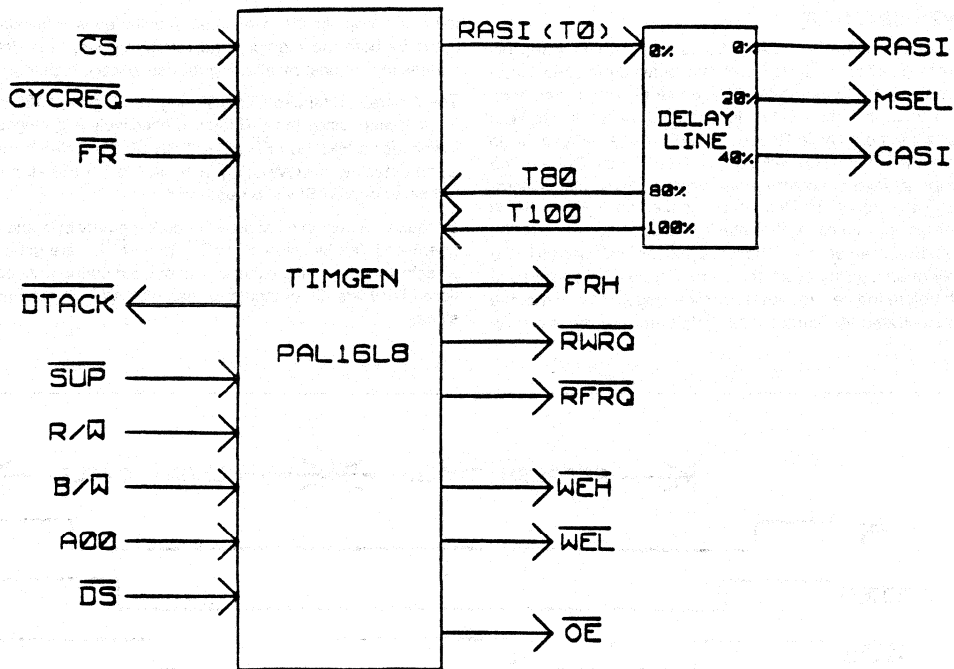 CS
CYCREQ
FR
DTACK
SUP
R/W
B/W
A00
DS
TIMGEN
PAL16L8
RASI (T0)
T80
T100
0%
0%
20%
DELAY
LINE
40%
80%
100%
RASI
MSEL
CASI
FRH
RWRQ
RFRQ
WEH
WEL
OE